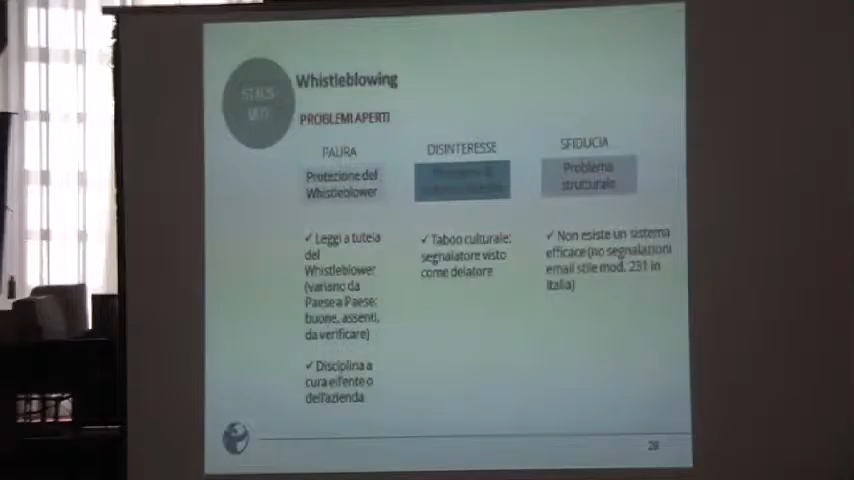 Whistleblowing
PROBLEMI APERTI
PAURA
Protezione del
Whistleblower
✓ Leggi a tutela
del
Whistleblower
(variano da
Paese a Paese:
buone, assenti,
da verificare)
✓ Disciplina a
cura ell'ente o
dell'azienda
DISINTERESSE
✓ Taboo culturale:
segnalatore visto
come delatore
SFIDUCIA
Problema
strutturale
✓ Non esiste un sistema
efficace (no segnalazioni
email stile mod. 231 in
Italia)
28